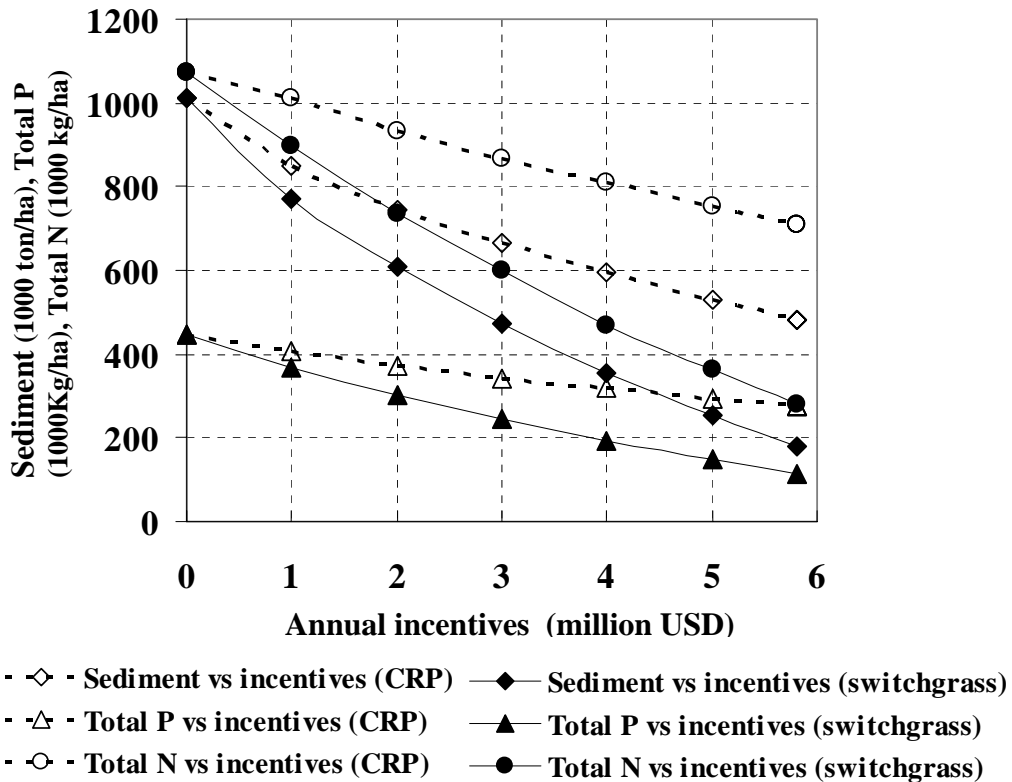 Sediment (1000 ton/ha), Total P
(1000Kg/ha), Total N (1000 kg/ha)
1200
1000
800
600
400
200
0
0 1 2 3 4 5 6
Annual incentives (million USD)
Sediment vs incentives (CRP) Sediment vs incentives (switchgrass)
Total P vs incentives (CRP) Total P vs incentives (switchgrass)
Total N vs incentives (CRP) Total N vs incentives (switchgrass)